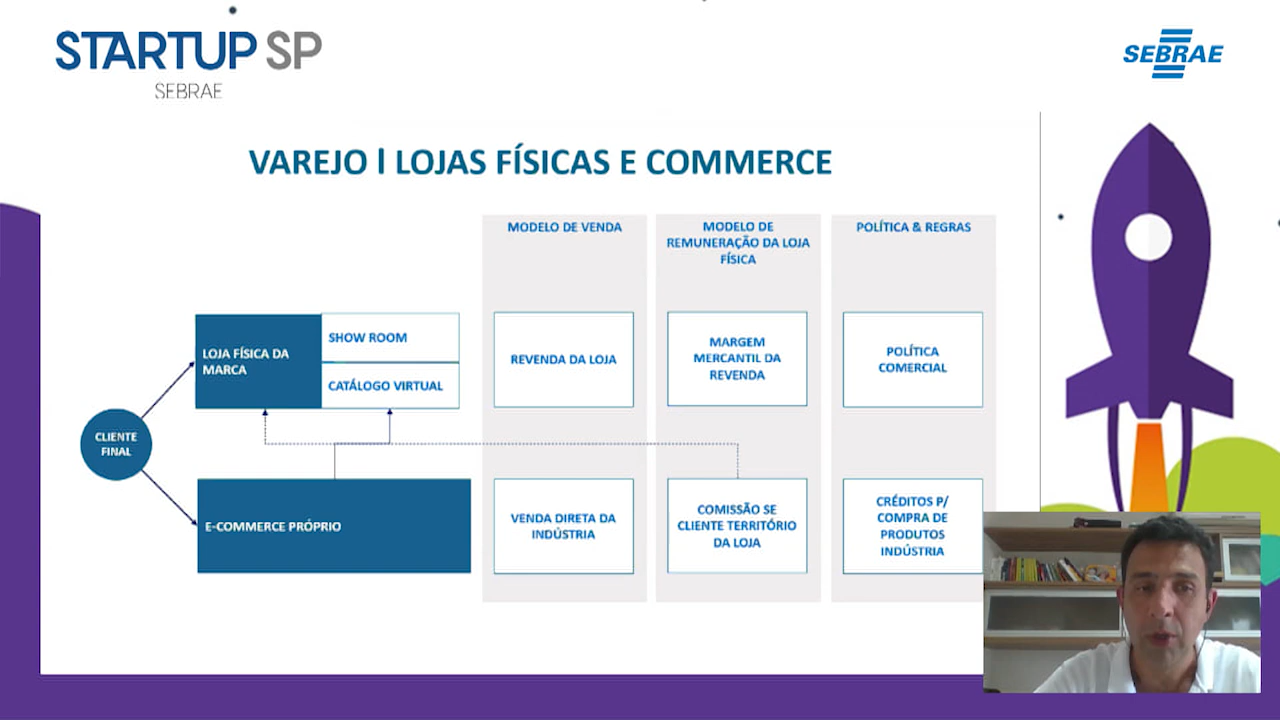 STARTUP SP
SEBRAE
SEBRAE
VAREJO l LOJAS FÍSICAS E COMMERCE
MODELO DE VENDA
MODELO DE
REMUNERAÇÃO DA LOJA
FÍSICA
POLÍTICA & REGRAS
LOJA FÍSICA DA
MARCA
SHOW ROOM
CATÁLOGO VIRTUAL
REVENDA DA LOJA
MARGEM
MERCANTIL DA
REVENDA
POLÍTICA
COMERCIAL
CLIENTE
FINAL
E-COMMERCE PRÓPRIO
VENDA DIRETA DA
INDÚSTRIA
COMISSÃO SE
CLIENTE TERRITÓRIO
DA LOJA
CRÉDITOS P/
COMPRA DE
PRODUTOS
INDÚSTRIA